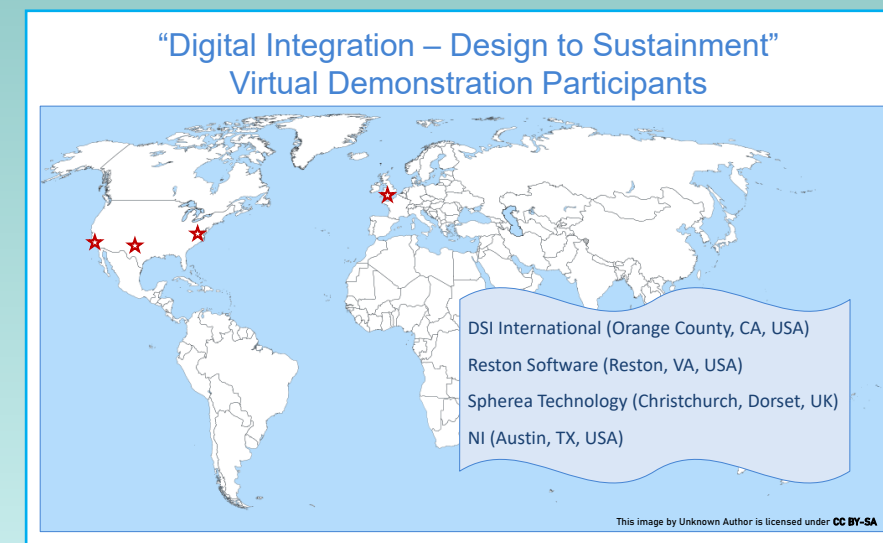 “Digital Integration – Design to Sustainment”
Virtual Demonstration Participants
DSI International (Orange County, CA, USA)
Reston Software (Reston, VA, USA)
Spherea Technology (Christchurch, Dorset, UK)
NI (Austin, TX, USA)
This image by Unknown Author is licensed under CC BY-SA